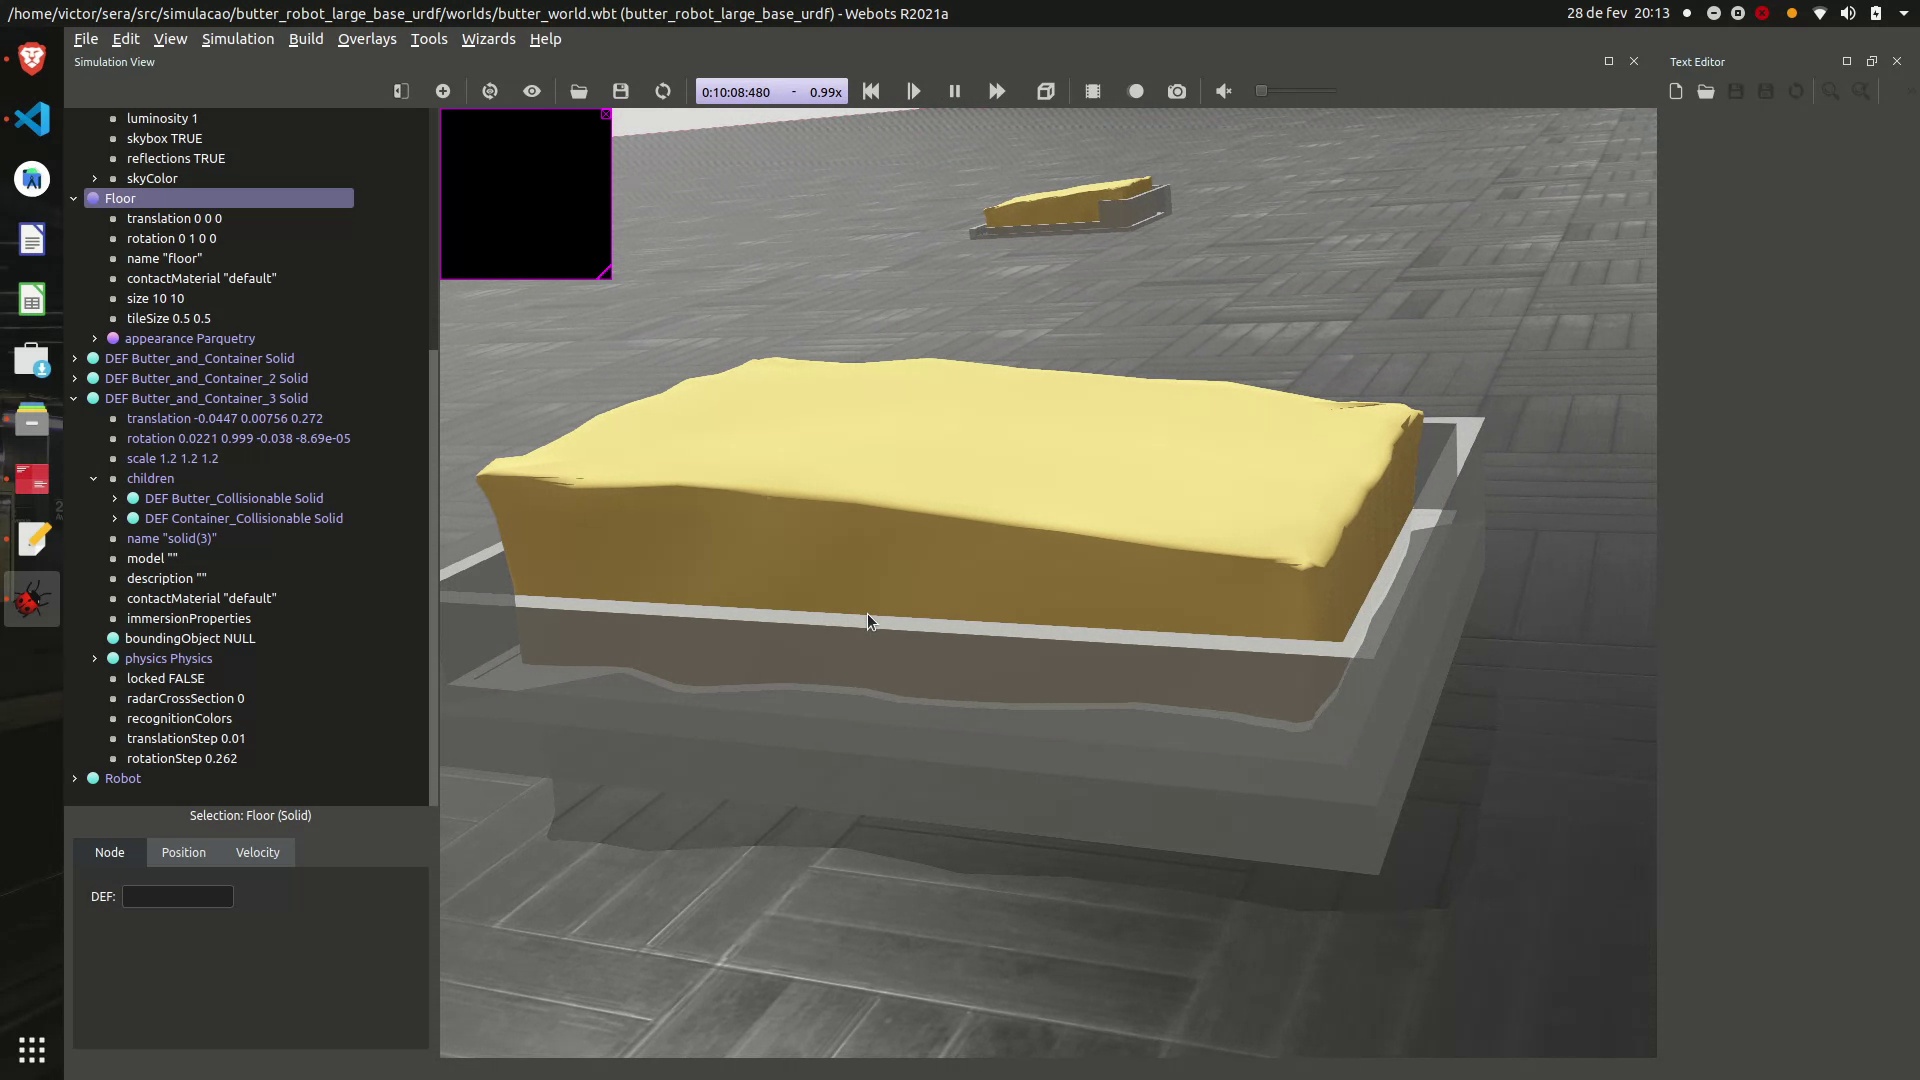 /home/victor/sera/src/simulacao/butter_robot_large_base_urdf/worlds/butter_world.wbt (butter_robot_large_base_urdf) - Webots R2021a
28 de fev 20:13
File Edit View Simulation Build Overlays Tools Wizards Help
Simulation View
Text Editor
0:10:08:480 - 0.99x
luminosity 1
skybox TRUE
reflections TRUE
skyColor
Floor
translation 0 0 0
rotation 0 1 0 0
name "floor"
contactMaterial "default"
size 10 10
tileSize 0.5 0.5
appearance Parquetry
DEF Butter_and_Container Solid
DEF Butter_and_Container_2 Solid
DEF Butter_and_Container_3 Solid
translation -0.0447 0.00756 0.272
rotation 0.0221 0.999 -0.038 -8.69e-05
scale 1.2 1.2 1.2
children
DEF Butter_Collisionable Solid
DEF Container_Collisionable Solid
name "solid(3)"
model ""
description ""
contactMaterial "default"
immersionProperties
boundingObject NULL
physics Physics
locked FALSE
radarCrossSection 0
recognitionColors
translationStep 0.01
rotationStep 0.262
Robot
Selection: Floor (Solid)
Node Position Velocity
DEF: